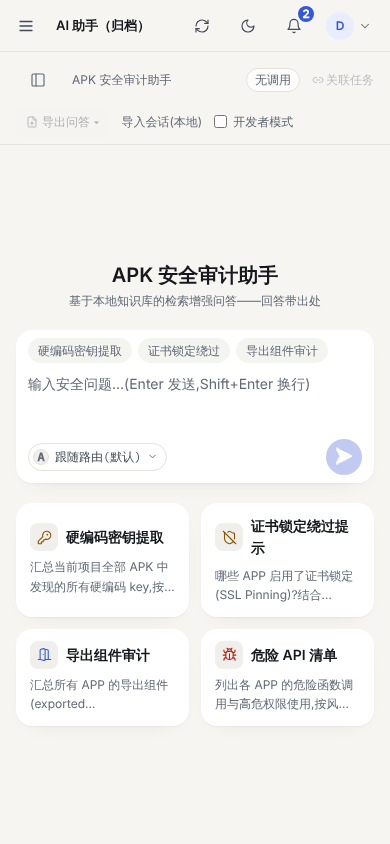 AI 助手（归档）
2
D
APK 安全审计助手
无调用
关联任务
导出问答
导入会话(本地)
开发者模式
APK 安全审计助手
基于本地知识库的检索增强问答——回答带出处
硬编码密钥提取
证书锁定绕过
导出组件审计
输入安全问题...(Enter 发送,Shift+Enter 换行)
A
跟随路由(默认)
硬编码密钥提取
汇总当前项目全部 APK 中
发现的所有硬编码 key,按...
证书锁定绕过提
示
哪些 APP 启用了证书锁定
(SSL Pinning)?结合...
导出组件审计
汇总所有 APP 的导出组件
(exported...
危险 API 清单
列出各 APP 的危险函数调
用与高危权限使用,按风...